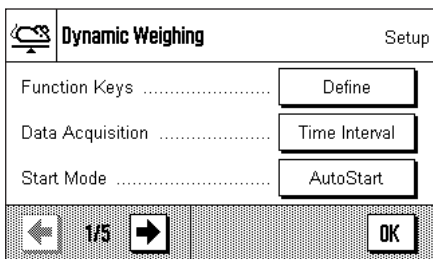 Dynamic Weighing Setup
Function Keys ........................ Define
Data Acquisition .................... Time Interval
Start Mode ............................ AutoStart
1/5 OK